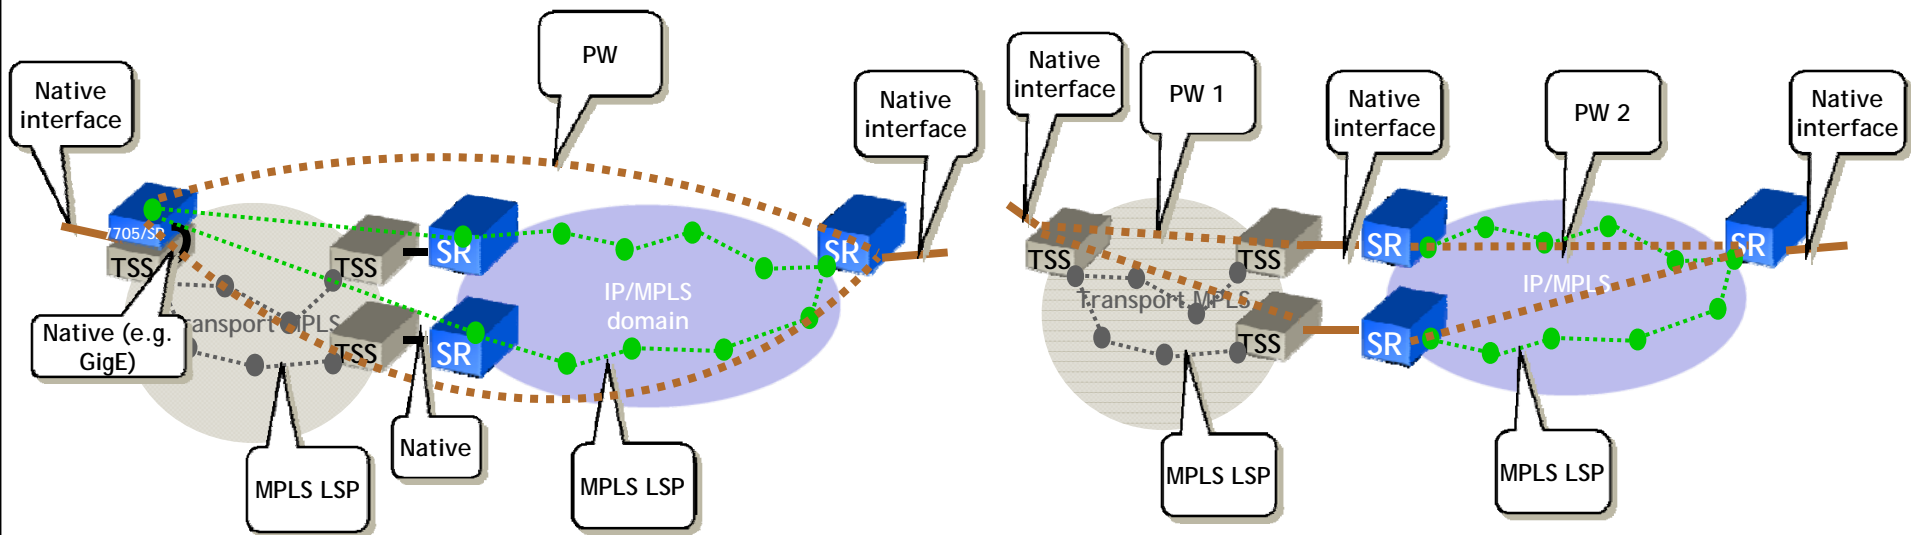 PW
Native
interface
Native
interface
7705/SR
TSS
TSS
SR
SR
IP/MPLS
domain
Transport MPLS
Native (e.g.
GigE)
TSS
SR
Native
MPLS LSP
MPLS LSP
Native
interface
PW 1
Native
interface
PW 2
Native
interface
TSS
TSS
SR
SR
Transport MPLS
IP/MPLS
TSS
SR
MPLS LSP
MPLS LSP